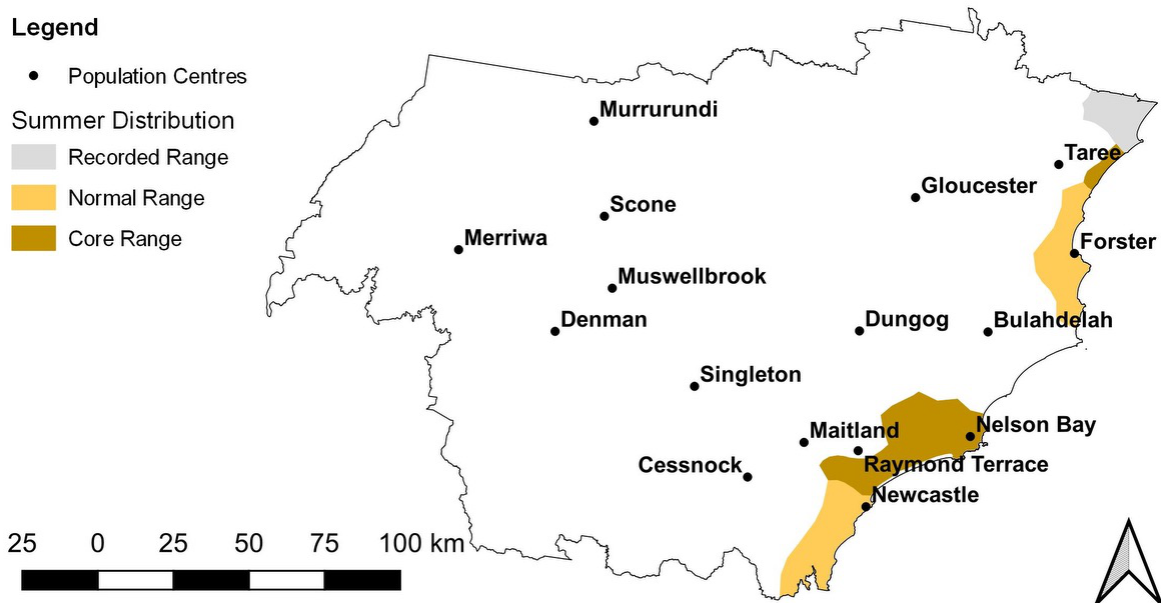 Legend
Population Centres
Summer Distribution
Recorded Range
Normal Range
Core Range
Murrurundi
Taree
Gloucester
Scone
Merriwa
Forster
Muswellbrook
Denman
Dungog
Bulahdelah
Singleton
Nelson Bay
Maitland
Cessnock
Raymond Terrace
Newcastle
25 0 25 50 75 100 km